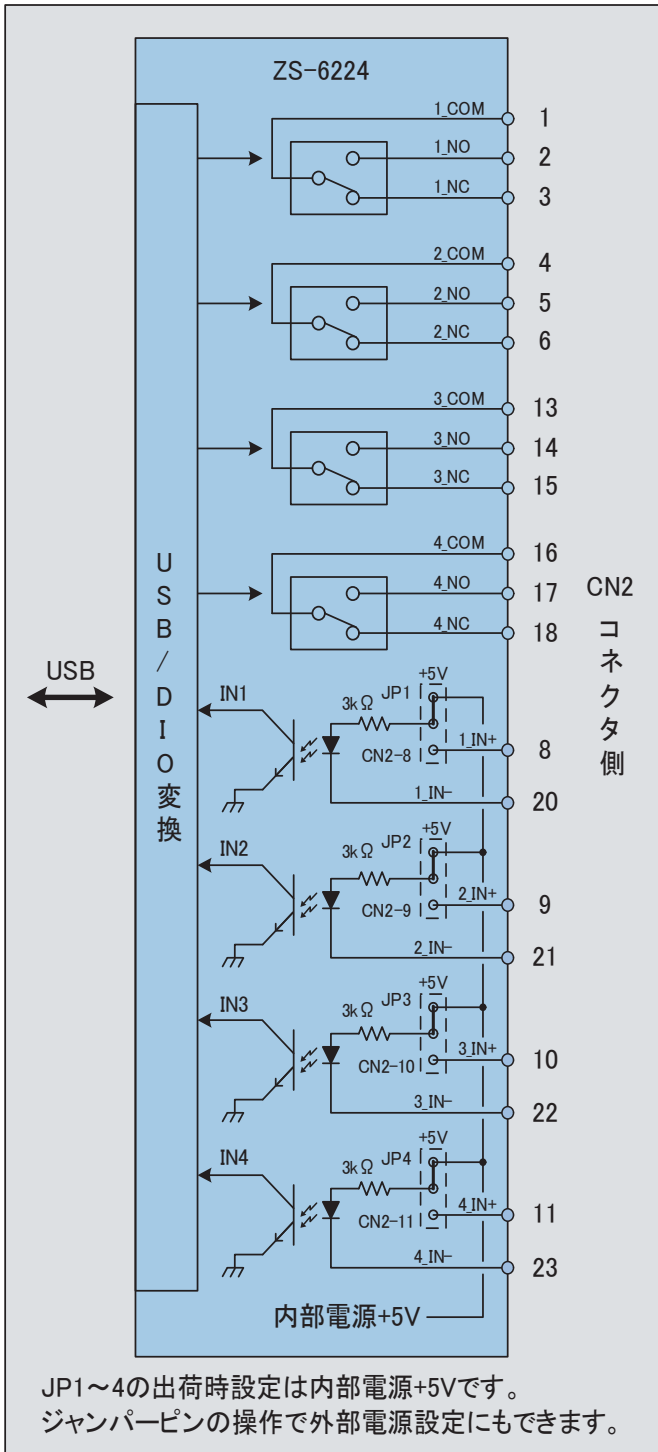 ZS-6224
1_COM
1
1_NO
2
1_NC
3
2_COM
4
2_NO
5
2_NC
6
3_COM
13
3_NO
14
3_NC
15
4_COM
16
4_NO
17
4_NC
18
CN2
コネクタ側
USB
USB/DIO変換
+5V
IN1
3kΩ
JP1
CN2-8
1_IN+
8
1_IN-
20
+5V
IN2
3kΩ
JP2
CN2-9
2_IN+
9
2_IN-
21
+5V
IN3
3kΩ
JP3
CN2-10
3_IN+
10
3_IN-
22
+5V
IN4
3kΩ
JP4
CN2-11
4_IN+
11
4_IN-
23
内部電源+5V
JP1～4の出荷時設定は内部電源+5Vです。
ジャンパーピンの操作で外部電源設定にもできます。